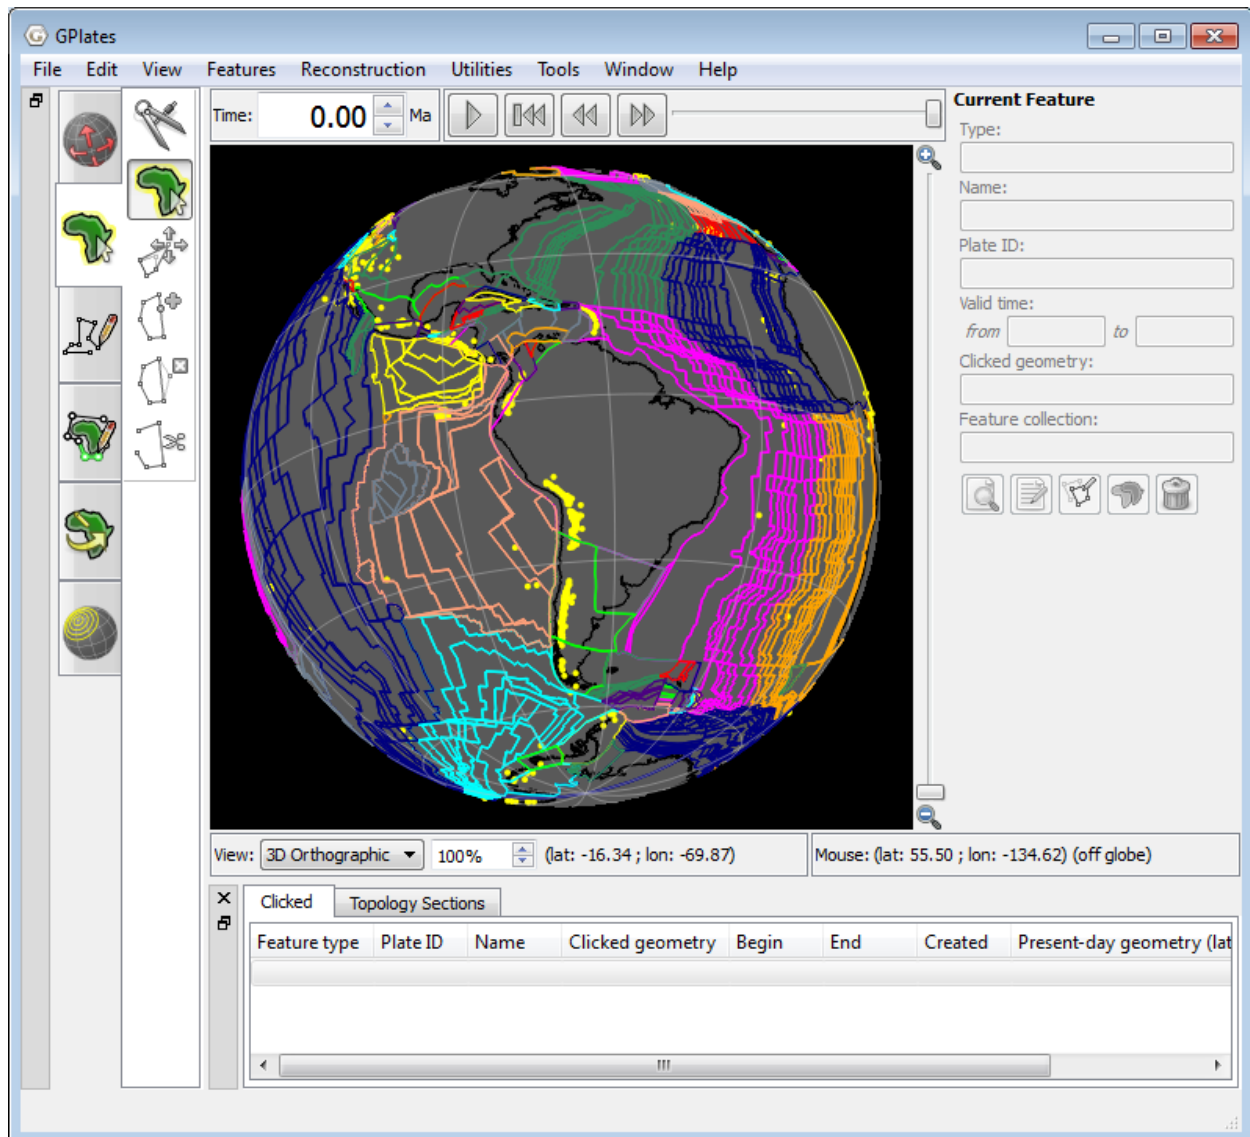 GPlates
File Edit View Features Reconstruction Utilities Tools Window Help
Time: 0.00 Ma
Current Feature
Type:
Name:
Plate ID:
Valid time:
from to
Clicked geometry:
Feature collection:
View: 3D Orthographic 100% (lat: -16.34 ; lon: -69.87) Mouse: (lat: 55.50 ; lon: -134.62) (off globe)
Clicked Topology Sections
Feature type Plate ID Name Clicked geometry Begin End Created Present-day geometry (lat